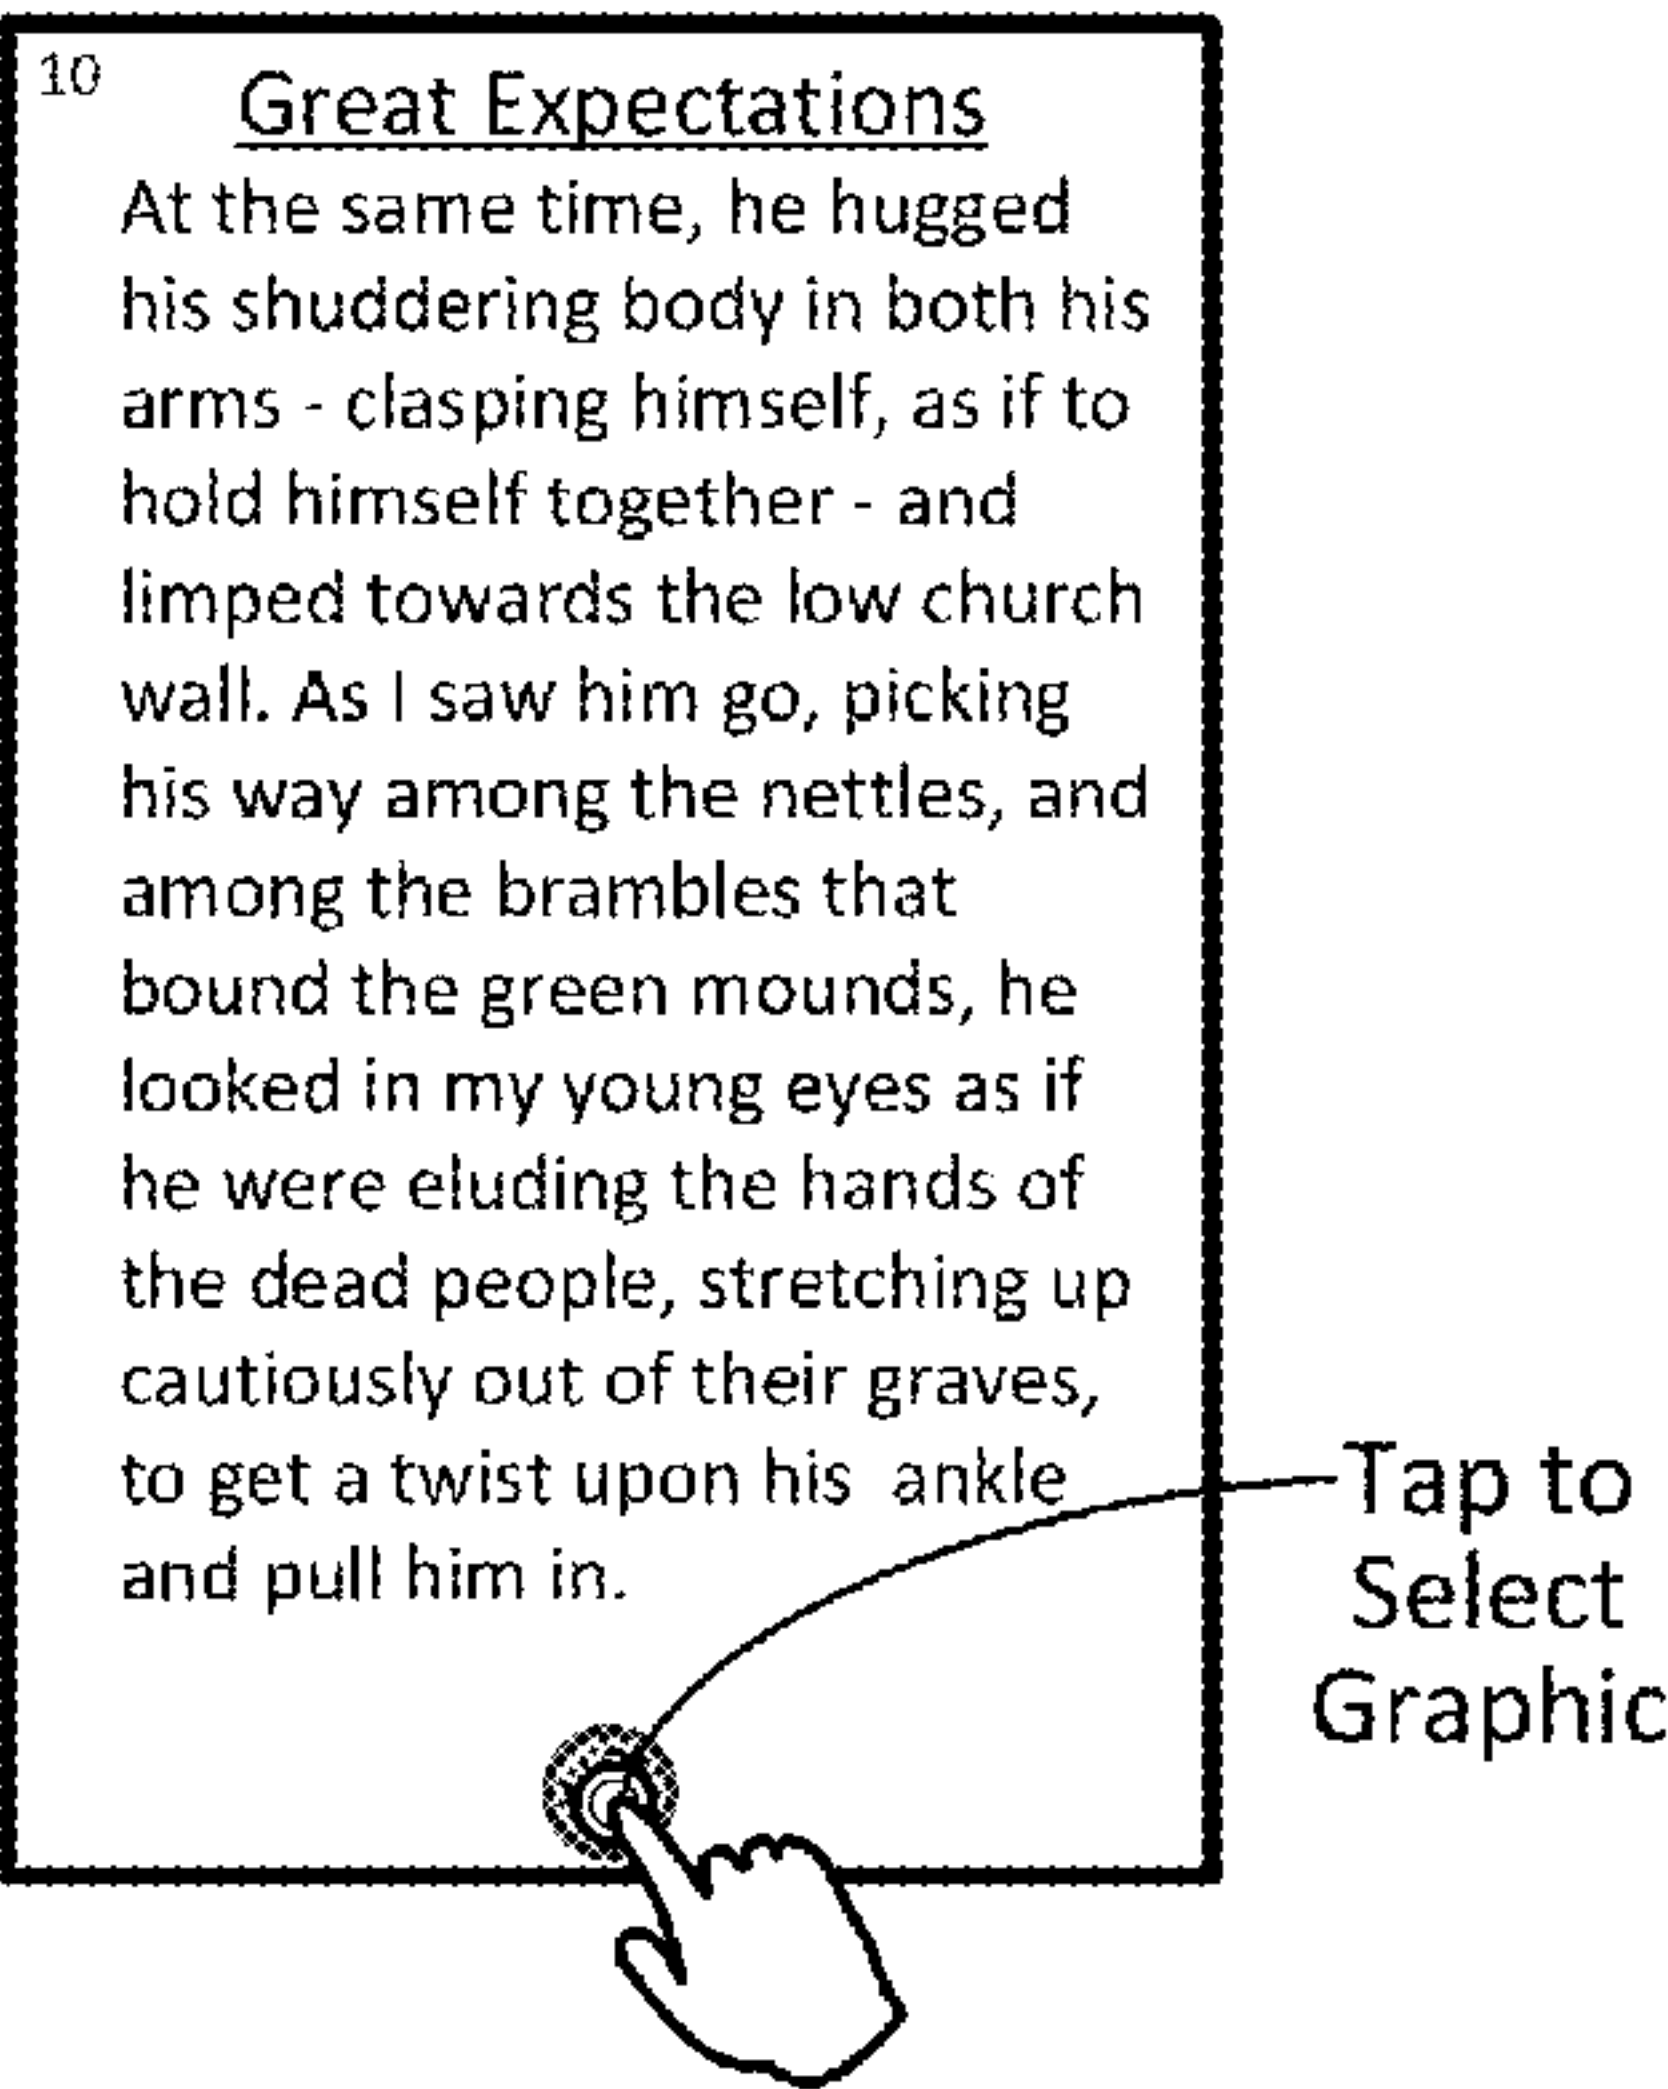 10
Great Expectations
At the same time, he hugged
his shuddering body in both his
arms - clasping himself, as if to
hold himself together - and
limped towards the low church
wall. As I saw him go, picking
his way among the nettles, and
among the brambles that
bound the green mounds, he
looked in my young eyes as if
he were eluding the hands of
the dead people, stretching up
cautiously out of their graves,
to get a twist upon his  ankle
and pull him in.
Tap to
Select
Graphic